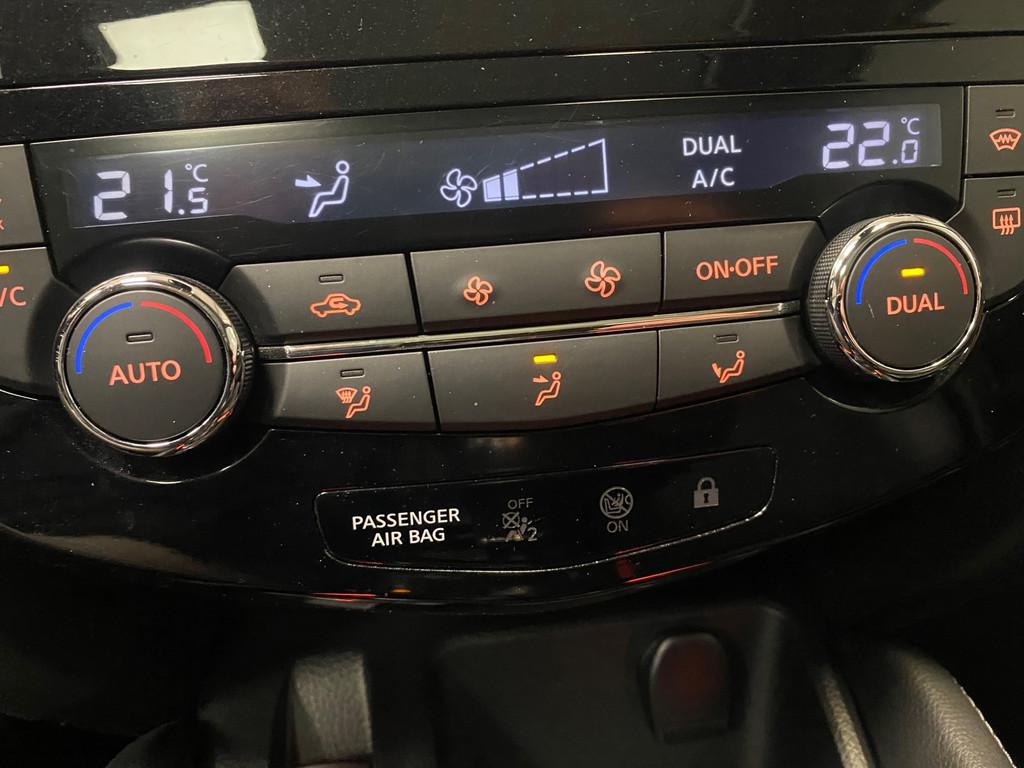 21.5 °C
DUAL
A/C
22.0 °C
ON•OFF
/C
AUTO
DUAL
PASSENGER
AIR BAG
OFF
2
ON